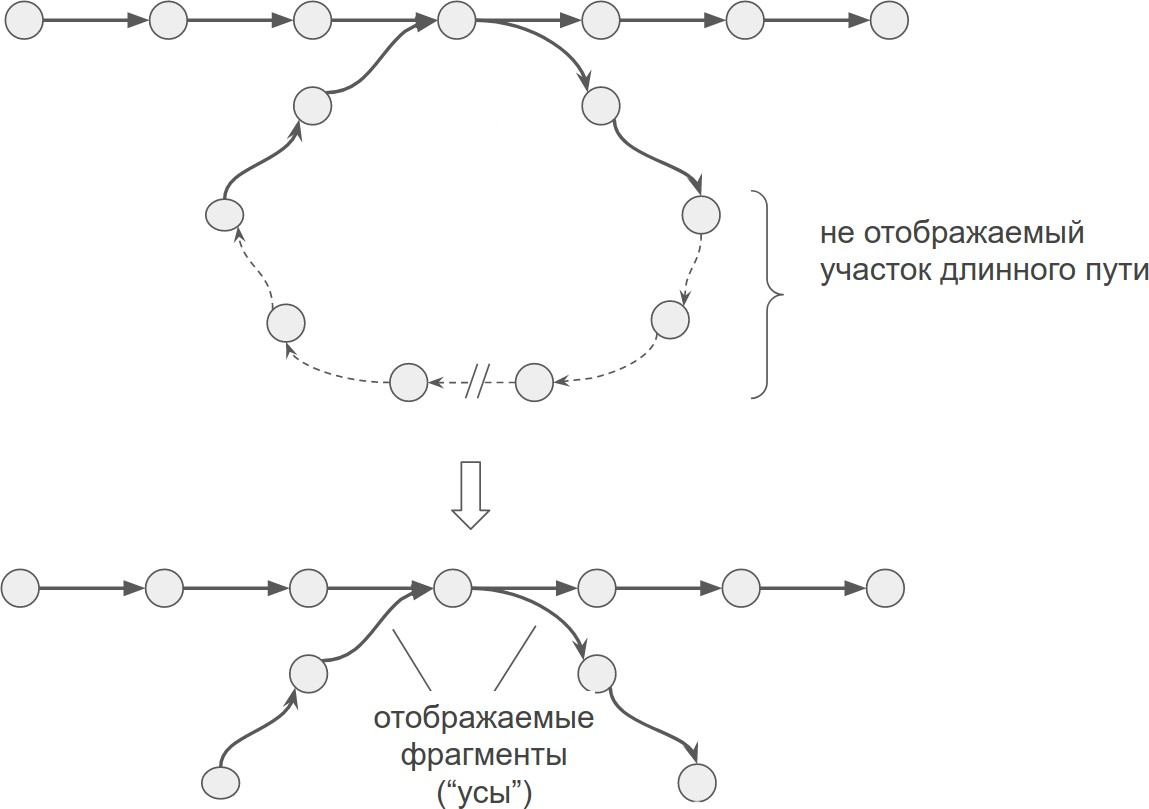 не отображаемый
участок длинного пути
отображаемые
фрагменты
(“усы”)